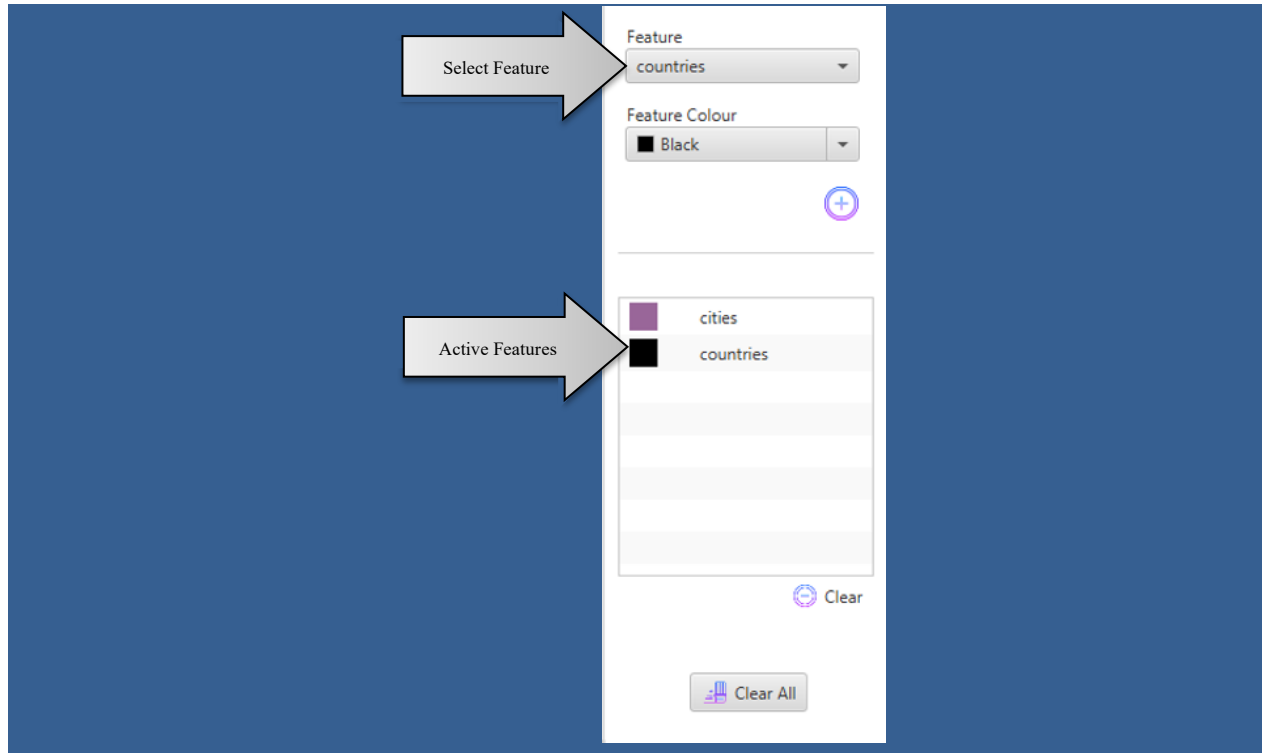 Feature
Select Feature
countries
Feature Colour
Black
cities
Active Features
countries
Clear
Clear All